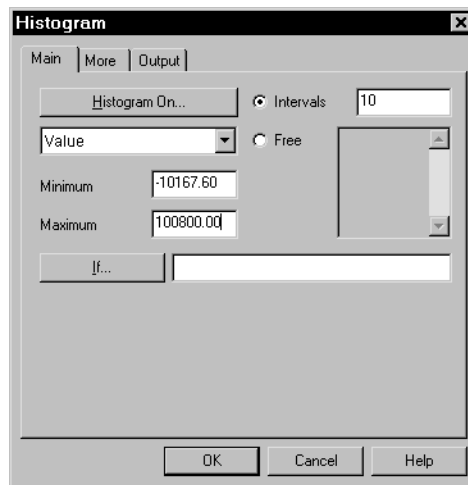 Histogram
Main More Output
Histogram On... Intervals 10
Value Free
Minimum -10167.60
Maximum 100800.00
If...
OK Cancel Help